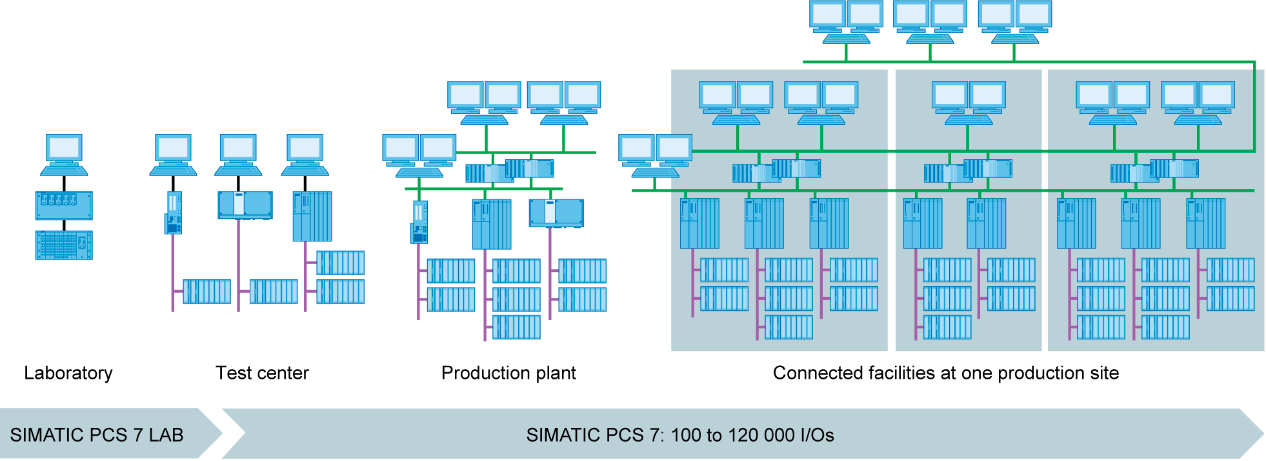 Laboratory
Test center
Production plant
Connected facilities at one production site
SIMATIC PCS 7 LAB
SIMATIC PCS 7: 100 to 120 000 I/Os